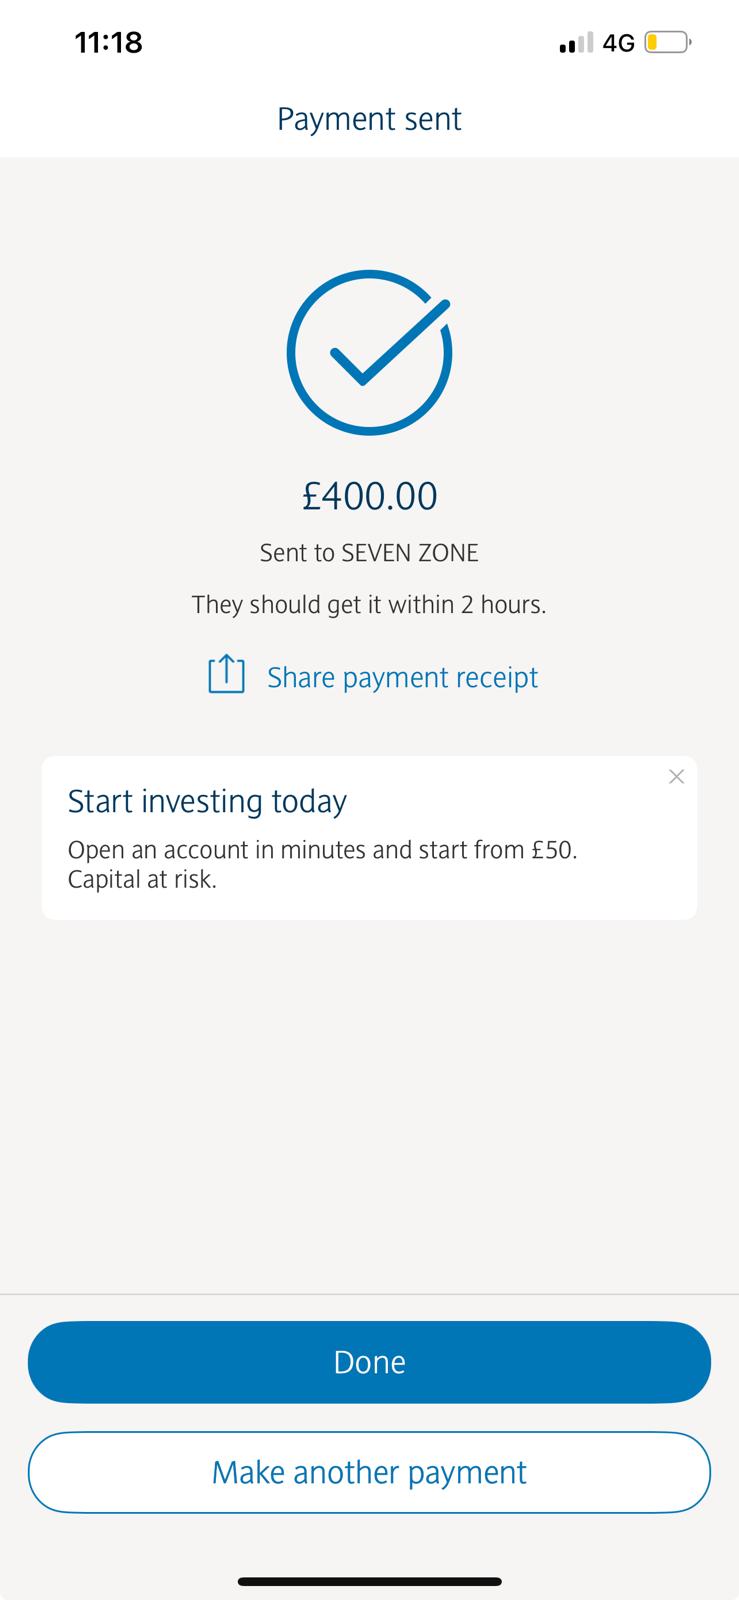 11:18
4G
Payment sent
£400.00
Sent to SEVEN ZONE
They should get it within 2 hours.
Share payment receipt
Start investing today
Open an account in minutes and start from £50.
Capital at risk.
Done
Make another payment